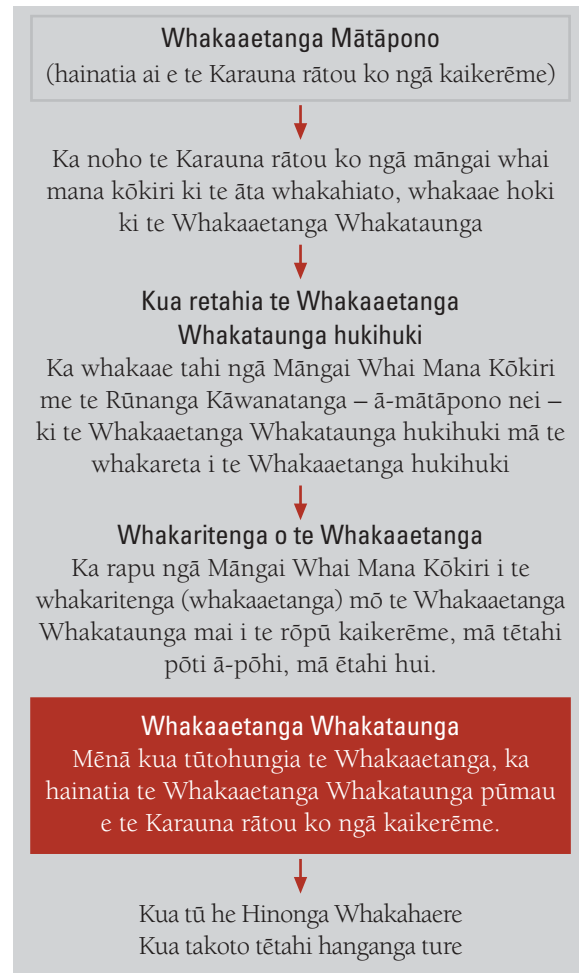 Whakaaetanga Mātāpono
(hainatia ai e te Karauna rātou ko ngā kaikerēme)
Ka noho te Karauna rātou ko ngā māngai whai
mana kōkiri ki te āta whakahiato, whakaae hoki
ki te Whakaaetanga Whakataunga
Kua retahia te Whakaaetanga
Whakataunga hukihuki
Ka whakaae tahi ngā Māngai Whai Mana Kōkiri
me te Rūnanga Kāwanatanga – ā-mātāpono nei –
ki te Whakaaetanga Whakataunga hukihuki mā te
whakareta i te Whakaaetanga hukihuki
Whakaritenga o te Whakaaetanga
Ka rapu ngā Māngai Whai Mana Kōkiri i te
whakaritenga (whakaaetanga) mō te Whakaaetanga
Whakataunga mai i te rōpū kaikerēme, mā tētahi
pōti ā-pōhi, mā ētahi hui.
Whakaaetanga Whakataunga
Mēnā kua tūtohungia te Whakaaetanga, ka
hainatia te Whakaaetanga Whakataunga pūmau
e te Karauna rātou ko ngā kaikerēme.
Kua tū he Hinonga Whakahaere
Kua takoto tētahi hanganga ture